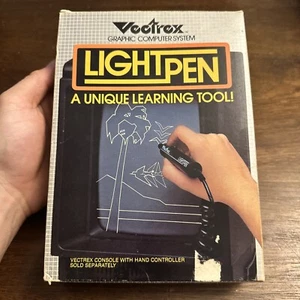 Vectrex
GRAPHIC COMPUTER SYSTEM
LIGHTPEN
A UNIQUE LEARNING TOOL!
VECTREX CONSOLE WITH HAND CONTROLLER
SOLD SEPARATELY